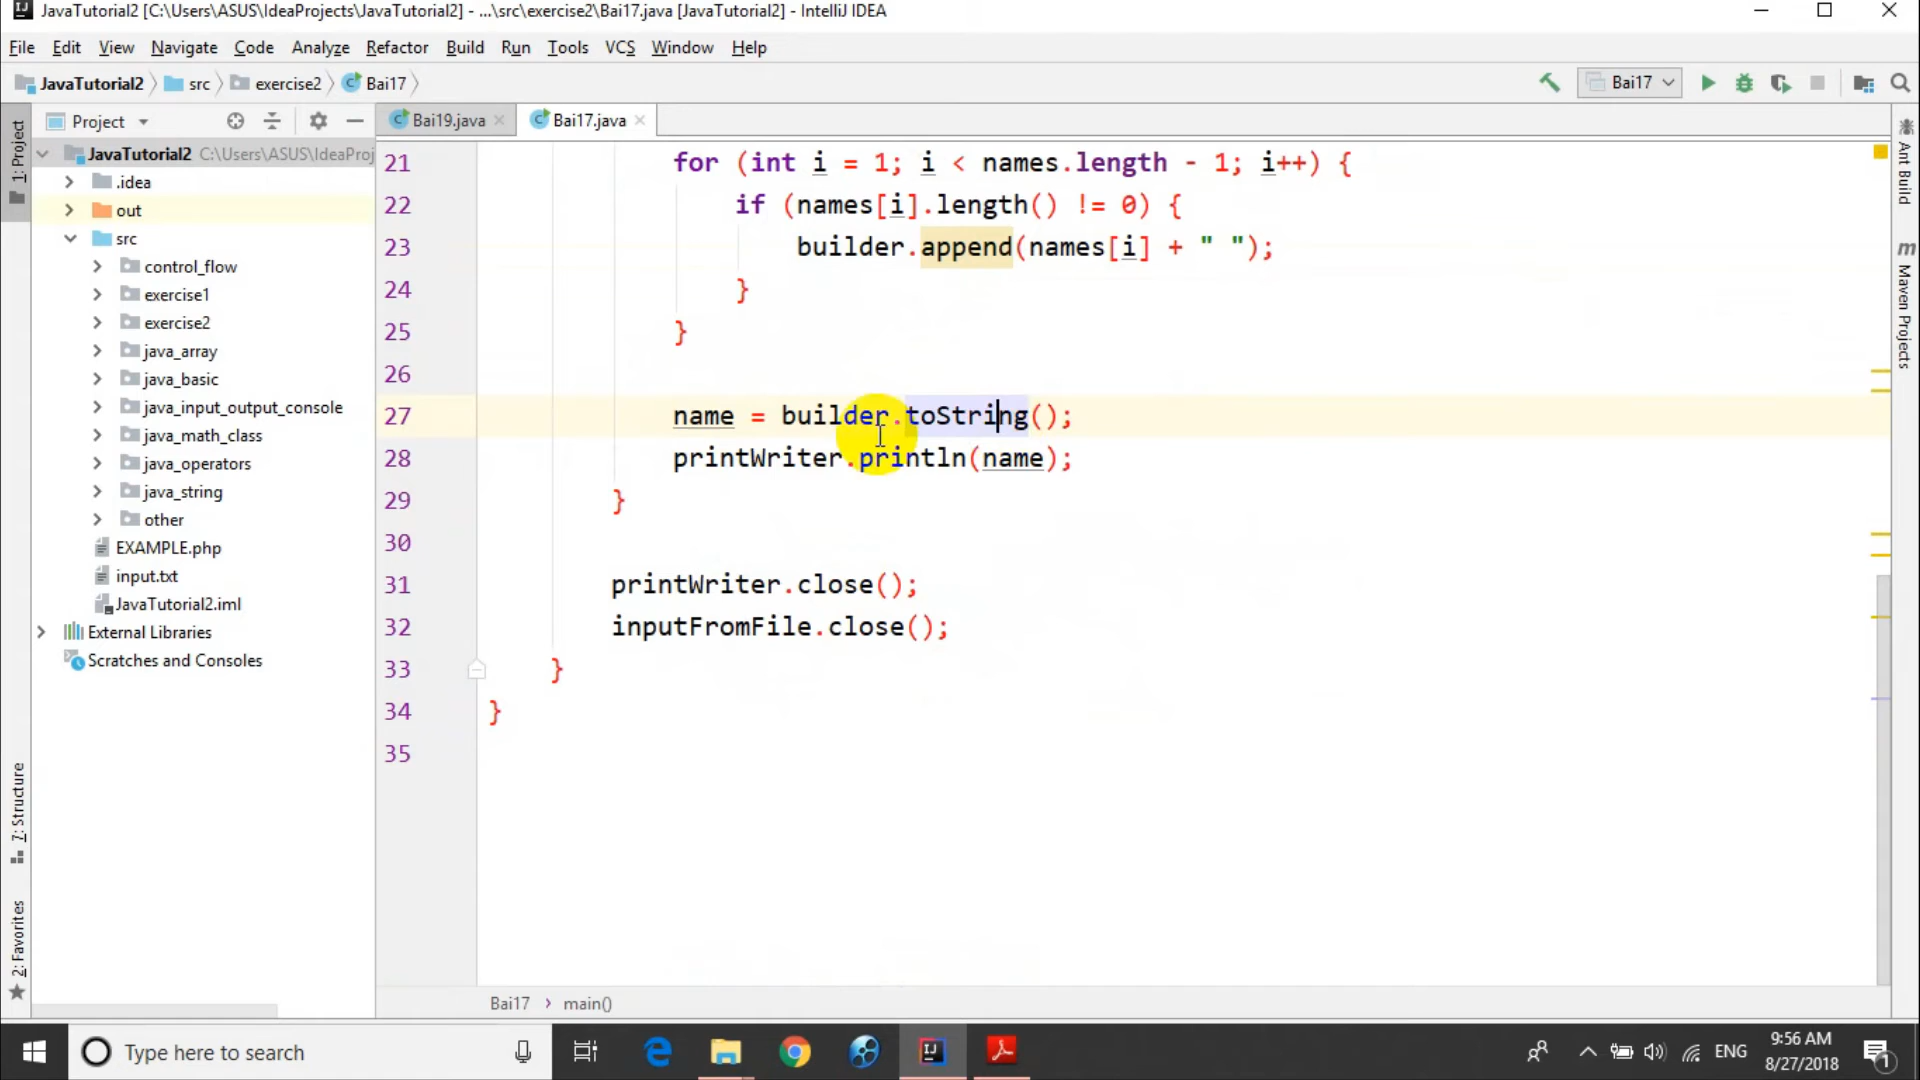 JavaTutorial2 [C:\Users\ASUS\IdeaProjects\JavaTutorial2] - ...\src\exercise2\Bai17.java [JavaTutorial2] - IntelliJ IDEA
File Edit View Navigate Code Analyze Refactor Build Run Tools VCS Window Help
JavaTutorial2 src exercise2 Bai17
Bai17
Project
Bai19.java
Bai17.java
JavaTutorial2 C:\Users\ASUS\IdeaProj
.idea
out
src
control_flow
exercise1
exercise2
java_array
java_basic
java_input_output_console
java_math_class
java_operators
java_string
other
EXAMPLE.php
input.txt
JavaTutorial2.iml
External Libraries
Scratches and Consoles
1: Project
7: Structure
2: Favorites
21 for (int i = 1; i < names.length - 1; i++) {
22 if (names[i].length() != 0) {
23 builder.append(names[i] + " ");
24 }
25 }
26
27 name = builder.toString();
28 printWriter.println(name);
29 }
30
31 printWriter.close();
32 inputFromFile.close();
33 }
34 }
35
Ant Build
Maven Projects
Bai17 > main()
Type here to search
ENG
9:56 AM
8/27/2018
1